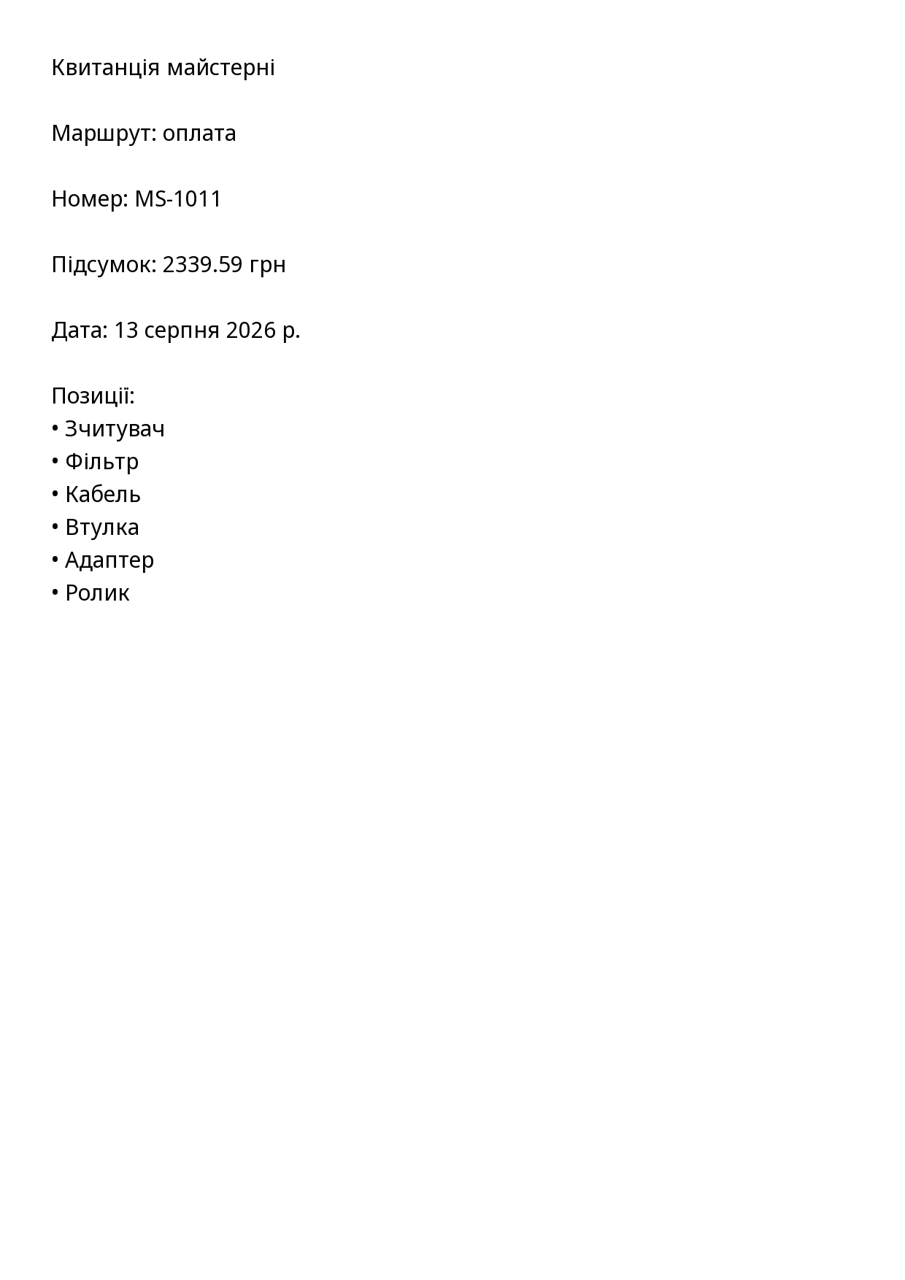 Квитанція майстерні
Маршрут: оплата
Номер: MS-1011
Підсумок: 2339.59 грн
Дата: 13 серпня 2026 р.
Позиції:
• Зчитувач
• Фільтр
• Кабель
• Втулка
• Адаптер
• Ролик